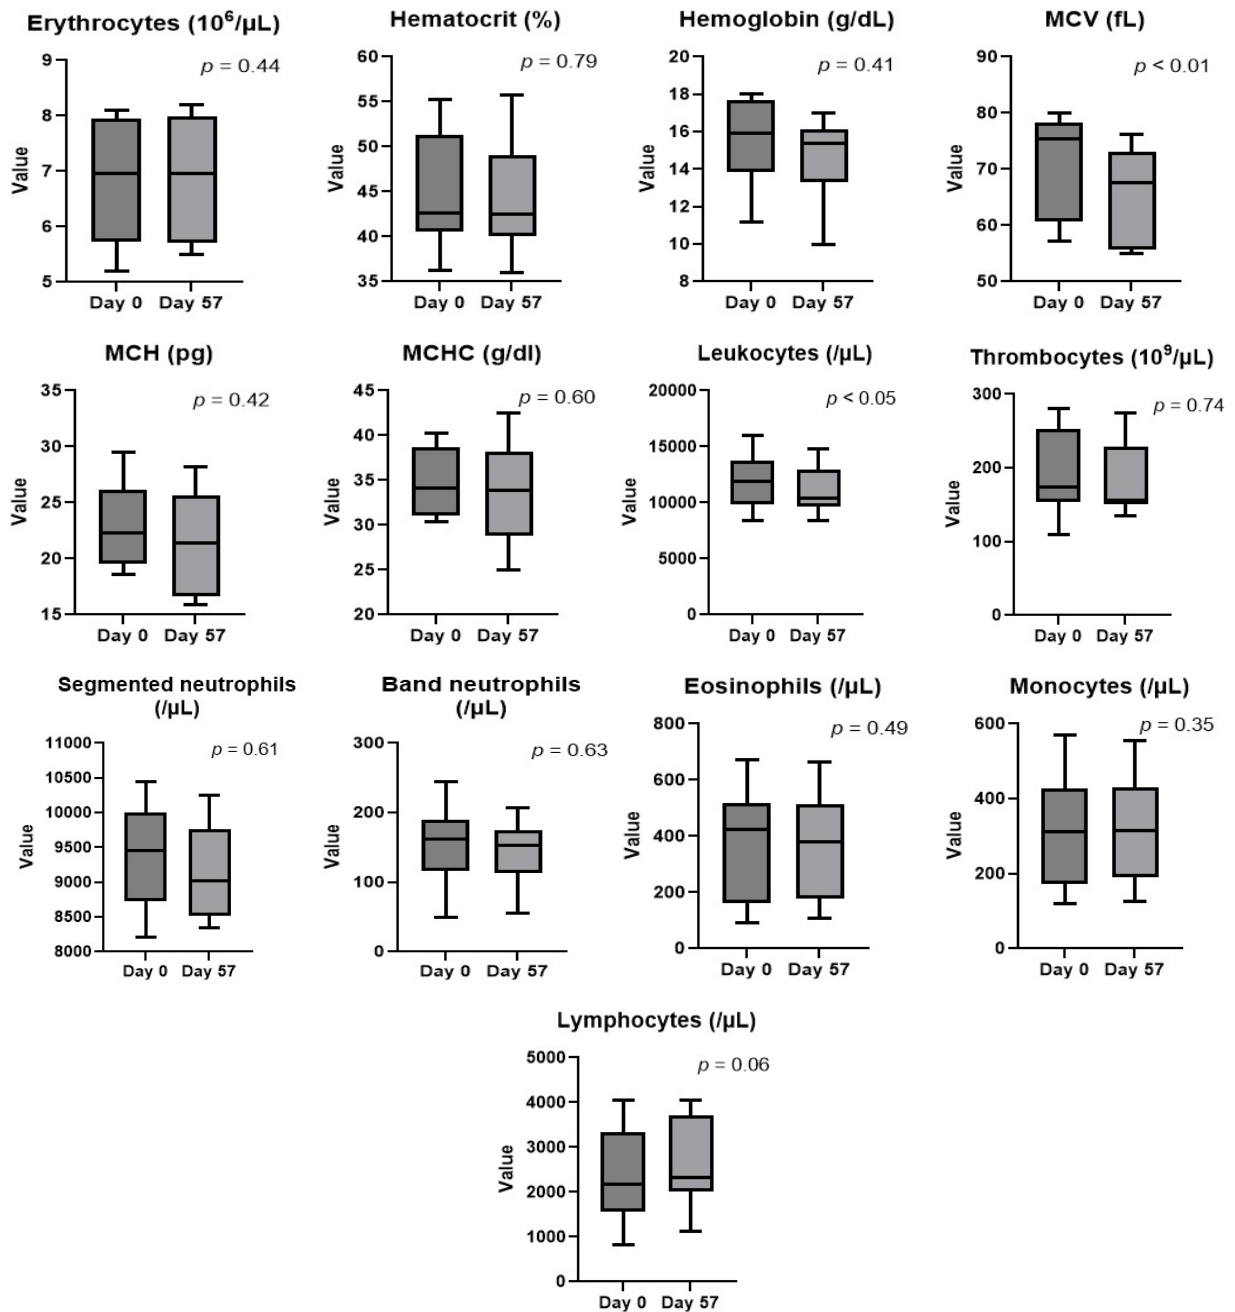 Erythrocytes (10⁶/µL)
p = 0.44
Value
9
8
7
6
5
Day 0 Day 57
Hematocrit (%)
p = 0.79
Value
60
55
50
45
40
35
Day 0 Day 57
Hemoglobin (g/dL)
p = 0.41
Value
20
18
16
14
12
10
8
Day 0 Day 57
MCV (fL)
p < 0.01
Value
90
80
70
60
50
Day 0 Day 57
MCH (pg)
p = 0.42
Value
35
30
25
20
15
Day 0 Day 57
MCHC (g/dl)
p = 0.60
Value
45
40
35
30
25
20
Day 0 Day 57
Leukocytes (/µL)
p < 0.05
Value
20000
15000
10000
5000
0
Day 0 Day 57
Thrombocytes (10⁹/µL)
p = 0.74
Value
300
200
100
0
Day 0 Day 57
Segmented neutrophils
(/µL)
p = 0.61
Value
11000
10500
10000
9500
9000
8500
8000
Day 0 Day 57
Band neutrophils
(/µL)
p = 0.63
Value
300
200
100
0
Day 0 Day 57
Eosinophils (/µL)
p = 0.49
Value
800
600
400
200
0
Day 0 Day 57
Monocytes (/µL)
p = 0.35
Value
600
400
200
0
Day 0 Day 57
Lymphocytes (/µL)
p = 0.06
Value
5000
4000
3000
2000
1000
0
Day 0 Day 57